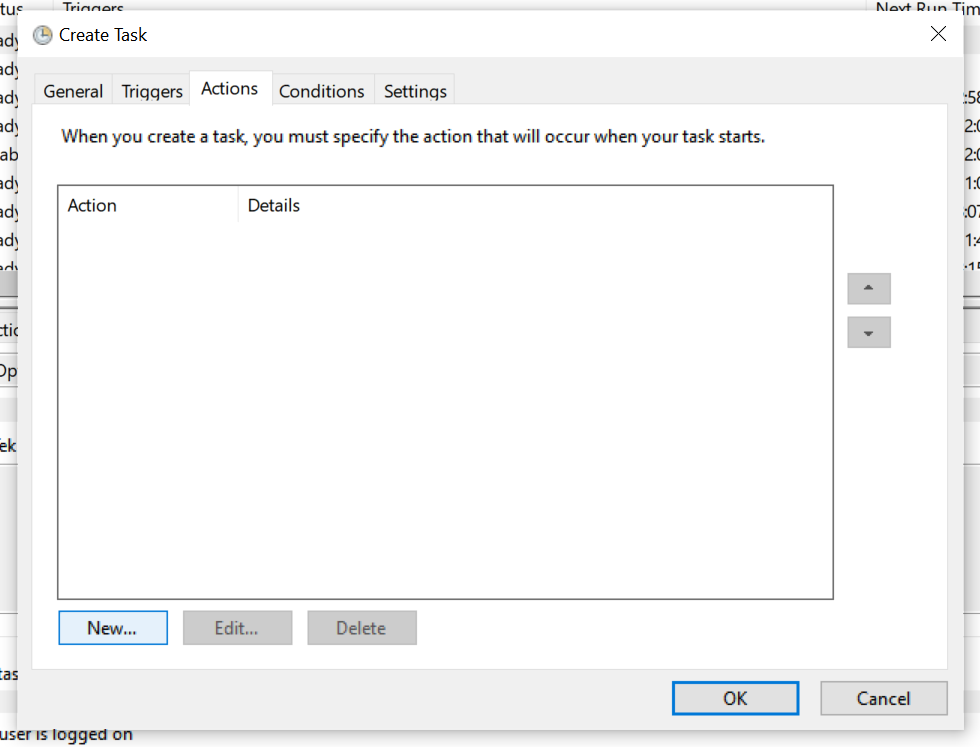 Triggers
Next Run Tim
Create Task
General Triggers Actions Conditions Settings
When you create a task, you must specify the action that will occur when your task starts.
Action Details
New... Edit... Delete
OK Cancel
user is logged on